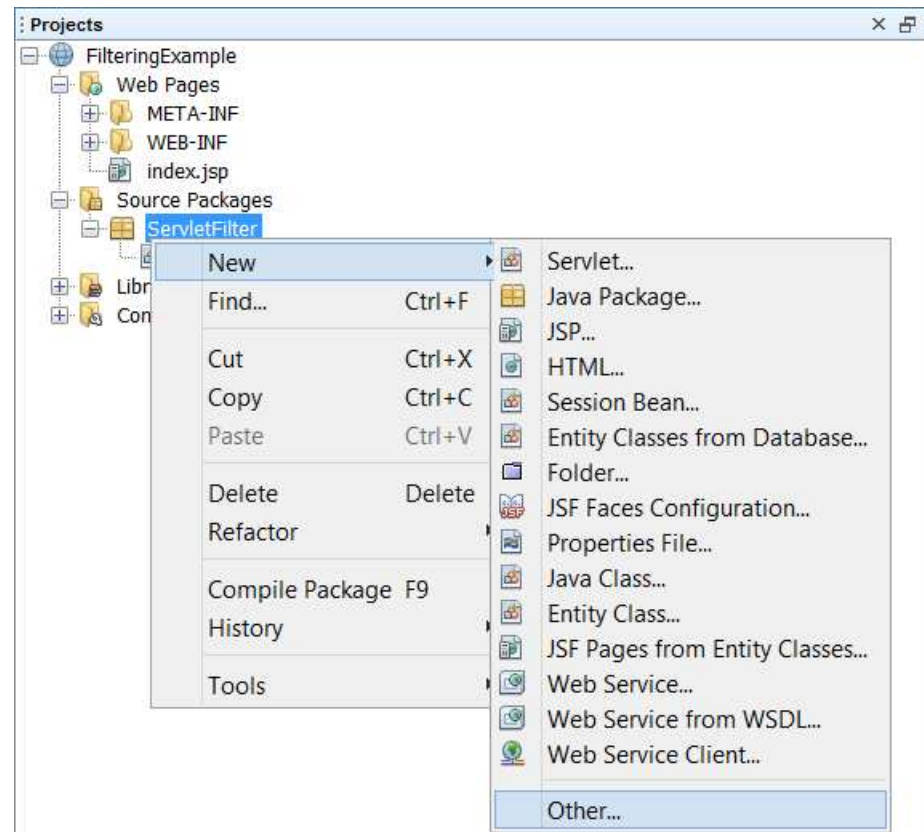 Projects
FilteringExample
Web Pages
META-INF
WEB-INF
index.jsp
Source Packages
ServletFilter
Libr
Con
New
Find... Ctrl+F
Cut Ctrl+X
Copy Ctrl+C
Paste Ctrl+V
Delete Delete
Refactor
Compile Package F9
History
Tools
Servlet...
Java Package...
JSP...
HTML...
Session Bean...
Entity Classes from Database...
Folder...
JSF Faces Configuration...
Properties File...
Java Class...
Entity Class...
JSF Pages from Entity Classes...
Web Service...
Web Service from WSDL...
Web Service Client...
Other...